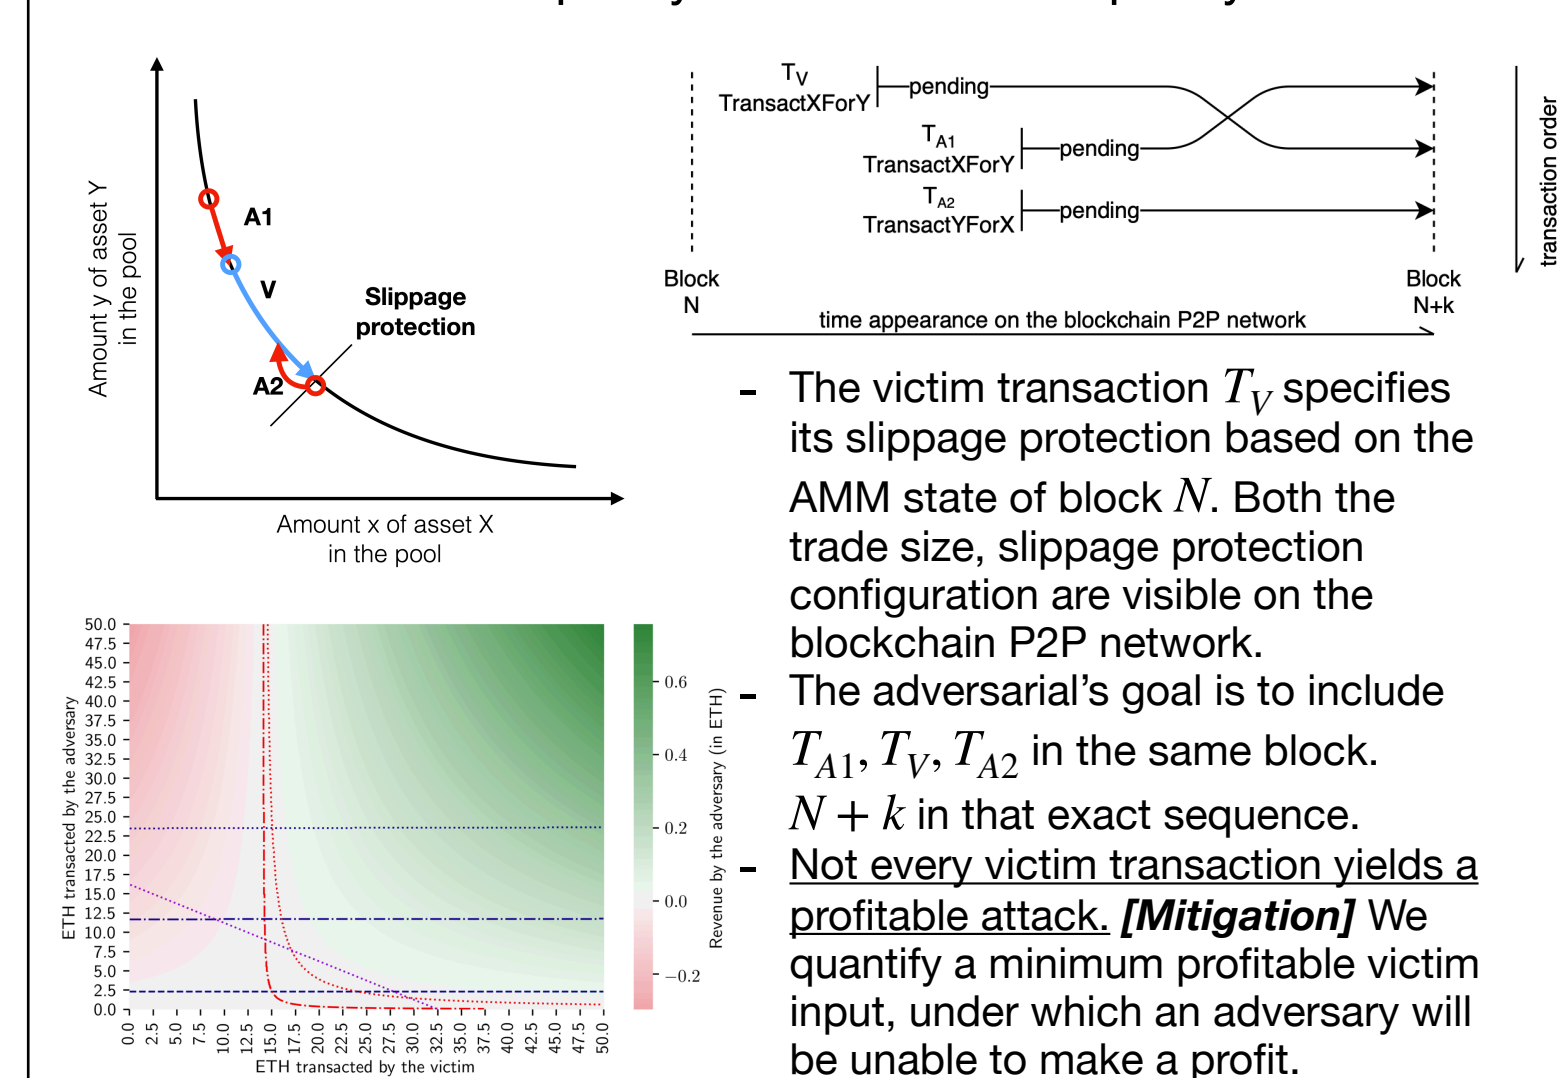 Amount y of asset Y
in the pool
A1
V
Slippage
protection
A2
Amount x of asset X
in the pool
T_V
TransactXForY
pending
T_A1
TransactXForY
pending
T_A2
TransactYForX
pending
Block
N
Block
N+k
time appearance on the blockchain P2P network
transaction order
50.0
47.5
45.0
42.5
40.0
37.5
35.0
32.5
30.0
27.5
25.0
22.5
20.0
17.5
15.0
12.5
10.0
7.5
5.0
2.5
0.0
ETH transacted by the adversary
0.0 2.5 5.0 7.5 10.0 12.5 15.0 17.5 20.0 22.5 25.0 27.5 30.0 32.5 35.0 37.5 40.0 42.5 45.0 47.5 50.0
ETH transacted by the victim
0.6
0.4
0.2
0.0
−0.2
Revenue by the adversary (in ETH)
- The victim transaction T_V specifies
its slippage protection based on the
AMM state of block N. Both the
trade size, slippage protection
configuration are visible on the
blockchain P2P network.
- The adversarial’s goal is to include
T_A1, T_V, T_A2 in the same block.
N + k in that exact sequence.
- Not every victim transaction yields a
profitable attack. [Mitigation] We
quantify a minimum profitable victim
input, under which an adversary will
be unable to make a profit.